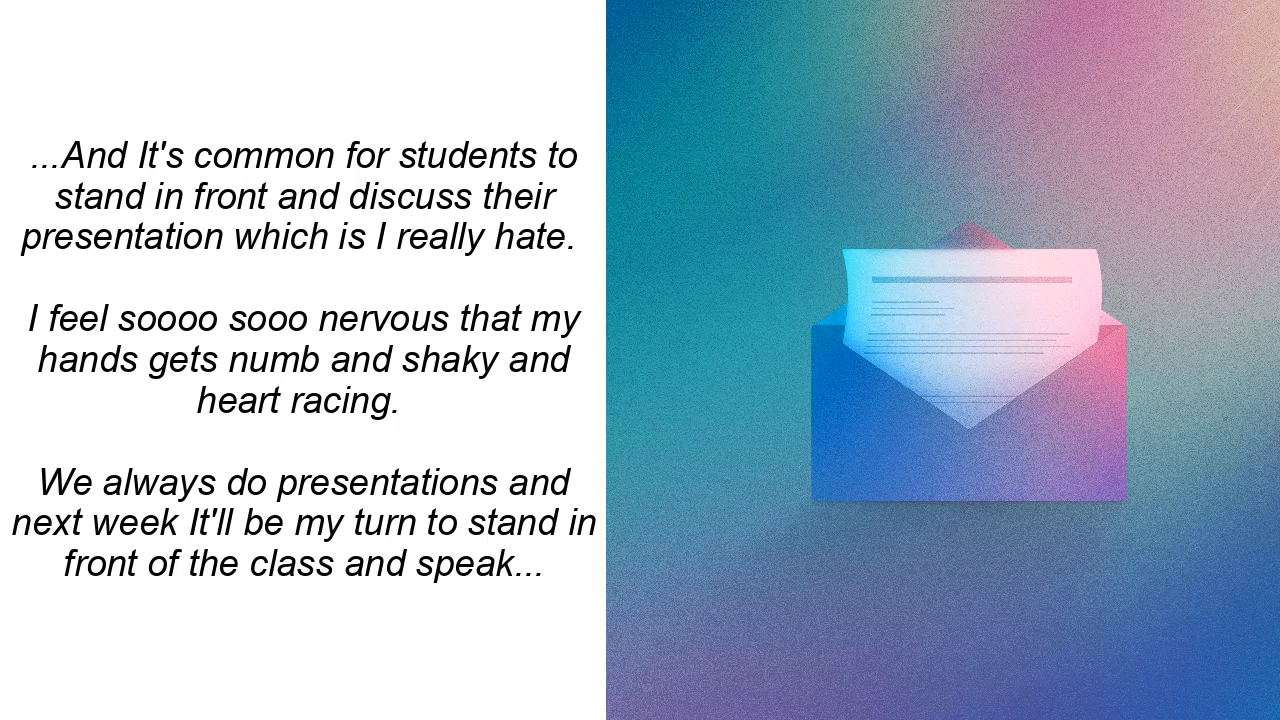 ...And It's common for students to
stand in front and discuss their
presentation which is I really hate.
I feel soooo sooo nervous that my
hands gets numb and shaky and
heart racing.
We always do presentations and
next week It'll be my turn to stand in
front of the class and speak...